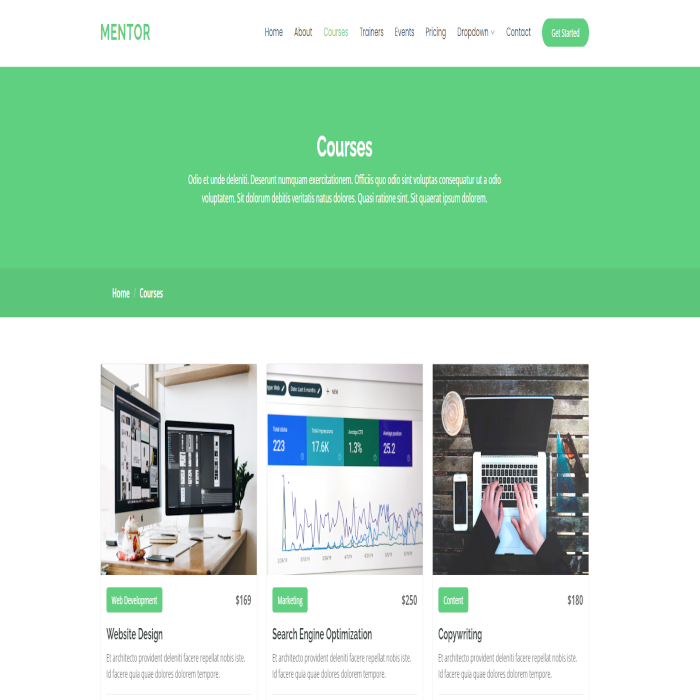 MENTOR
Home About Courses Trainers Events Pricing Dropdown Contact Get Started
Courses
Odio et unde deleniti. Deserunt numquam exercitationem. Officiis quo odio sint voluptas consequatur ut a odio
voluptatem. Sit dolorum debitis veritatis natus dolores. Quasi ratione sint. Sit quaerat ipsum dolorem.
Home / Courses
Date: Last 6 months
+ NEW
Total clicks Total impressions Average CTR Average position
223 17.6K 1.3% 25.2
Web Development $169
Website Design
Et architecto provident deleniti facere repellat nobis iste.
Id facere quia quae dolores dolorem tempore.
Marketing $250
Search Engine Optimization
Et architecto provident deleniti facere repellat nobis iste.
Id facere quia quae dolores dolorem tempore.
Content $180
Copywriting
Et architecto provident deleniti facere repellat nobis iste.
Id facere quia quae dolores dolorem tempore.